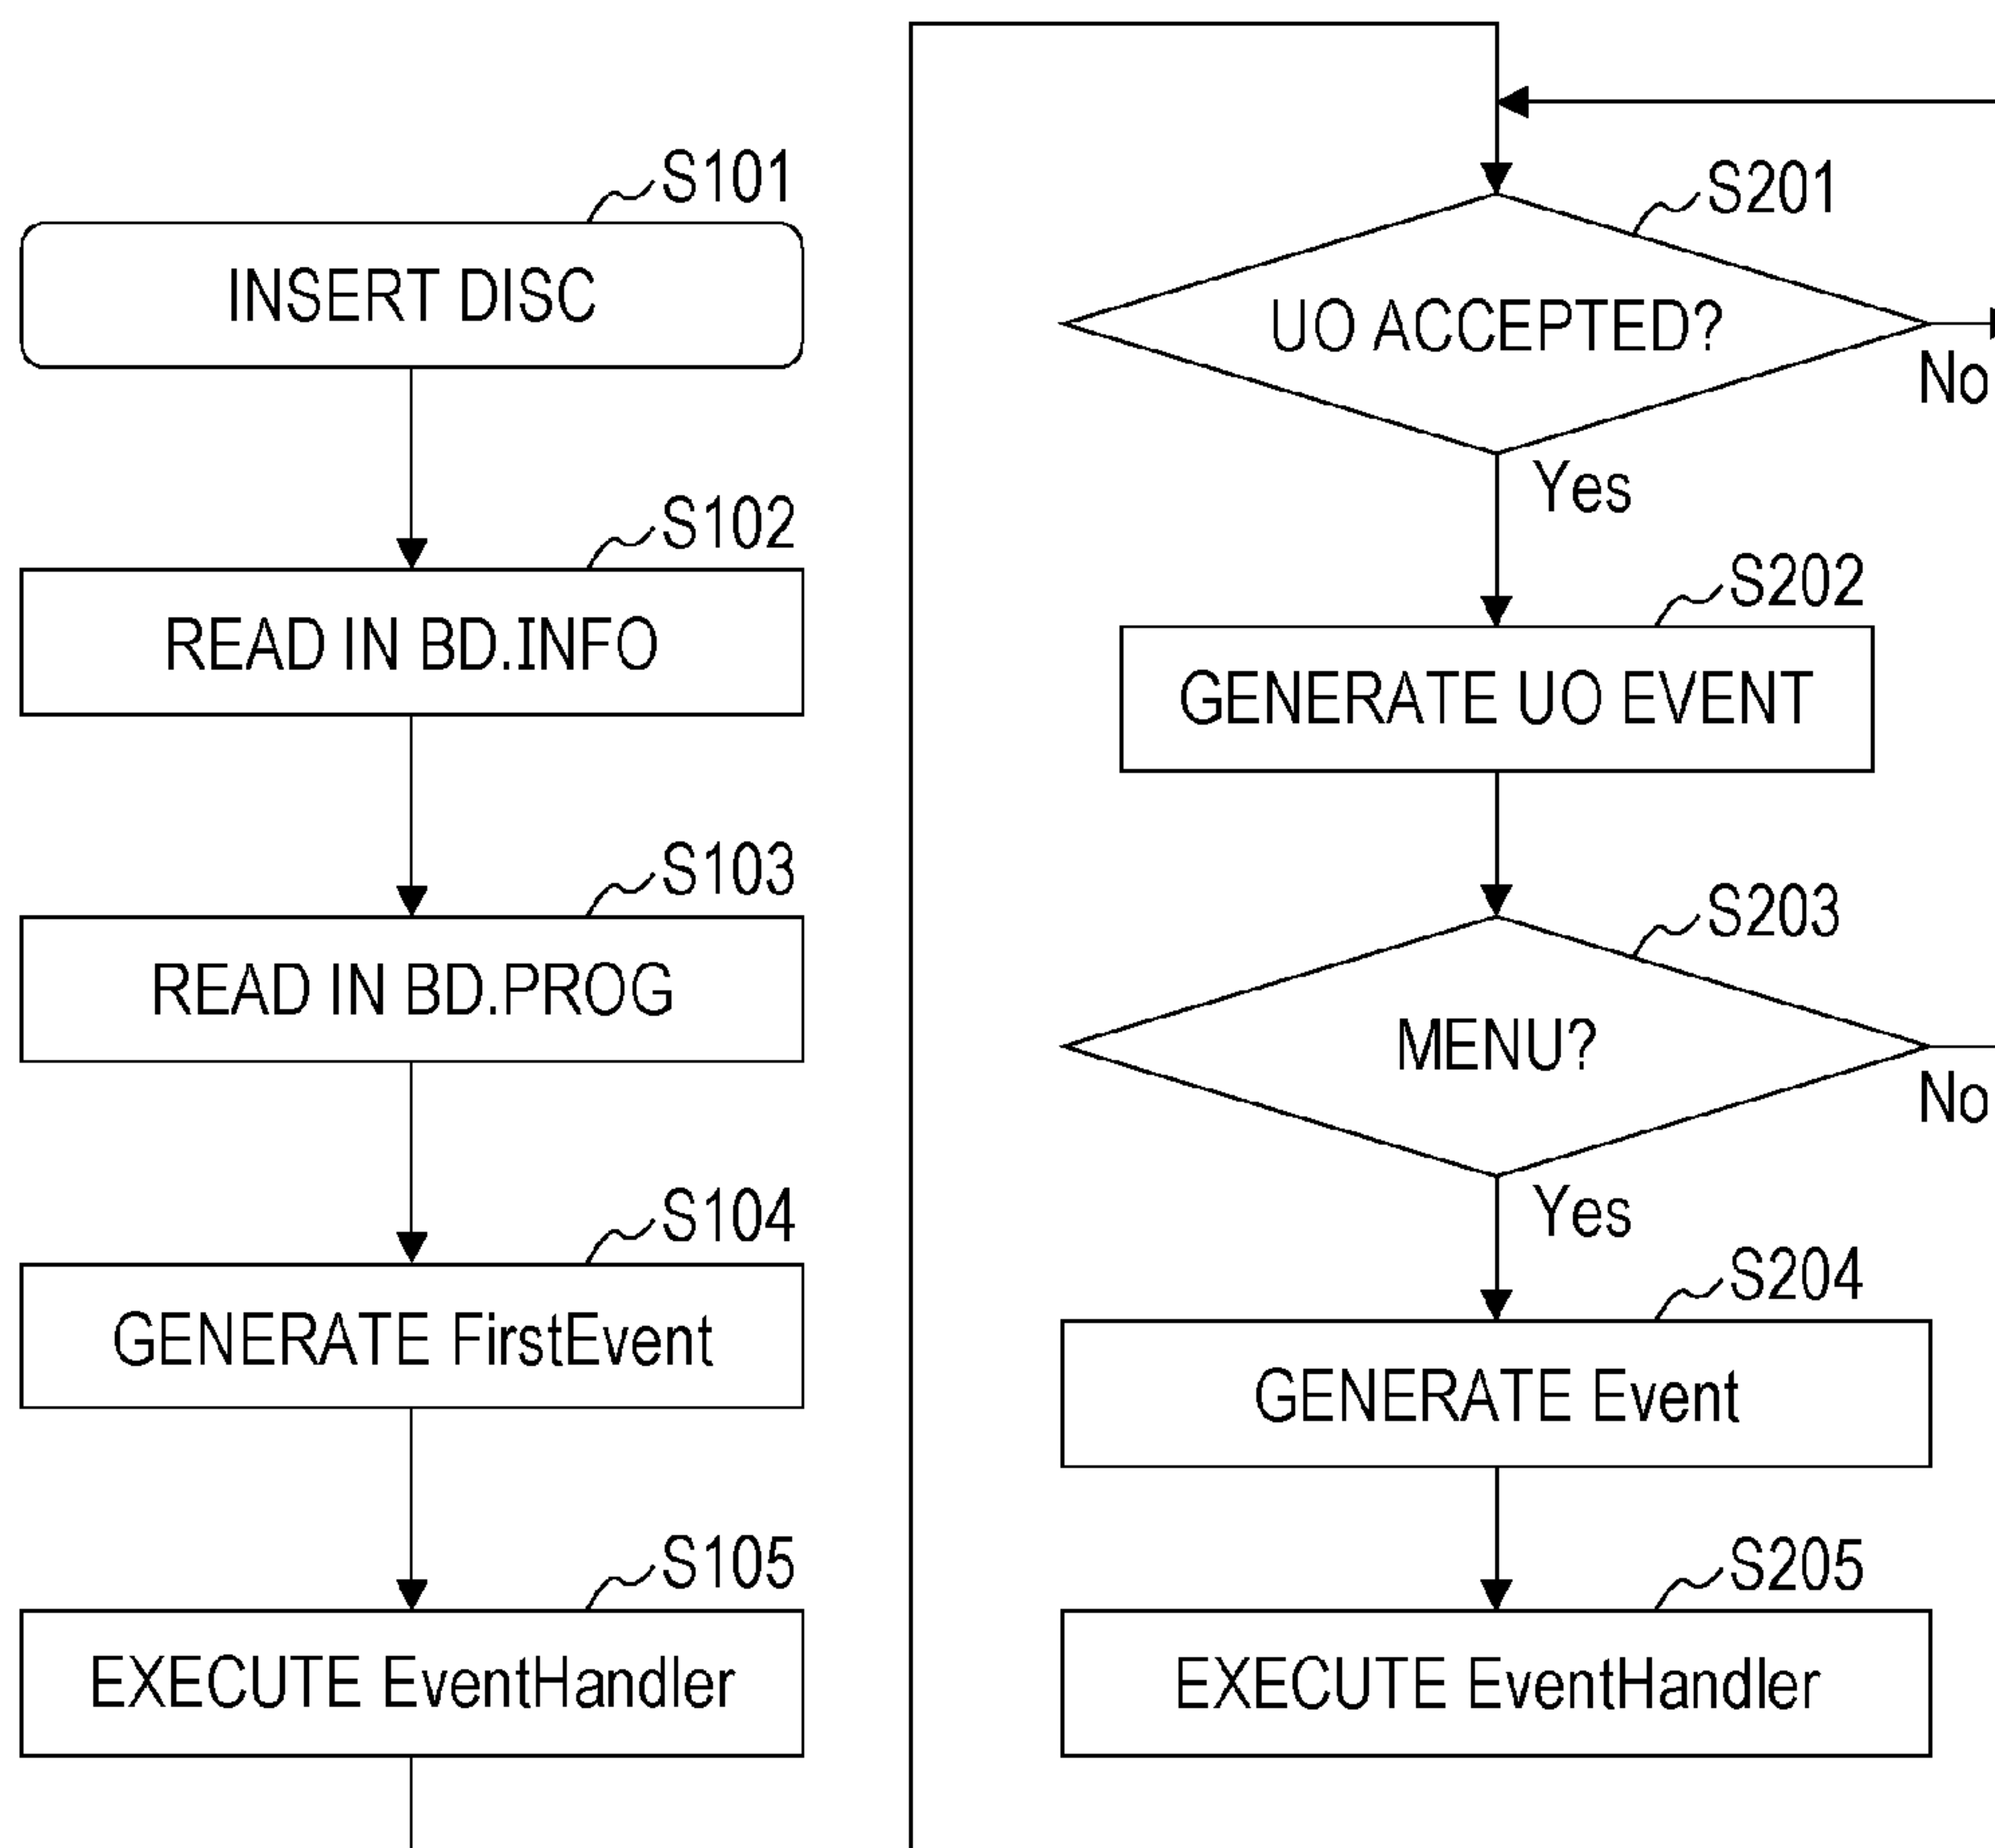 S101
INSERT DISC
S102
READ IN BD.INFO
S103
READ IN BD.PROG
S104
GENERATE FirstEvent
S105
EXECUTE EventHandler
S201
UO ACCEPTED?
No
Yes
S202
GENERATE UO EVENT
S203
MENU?
No
Yes
S204
GENERATE Event
S205
EXECUTE EventHandler